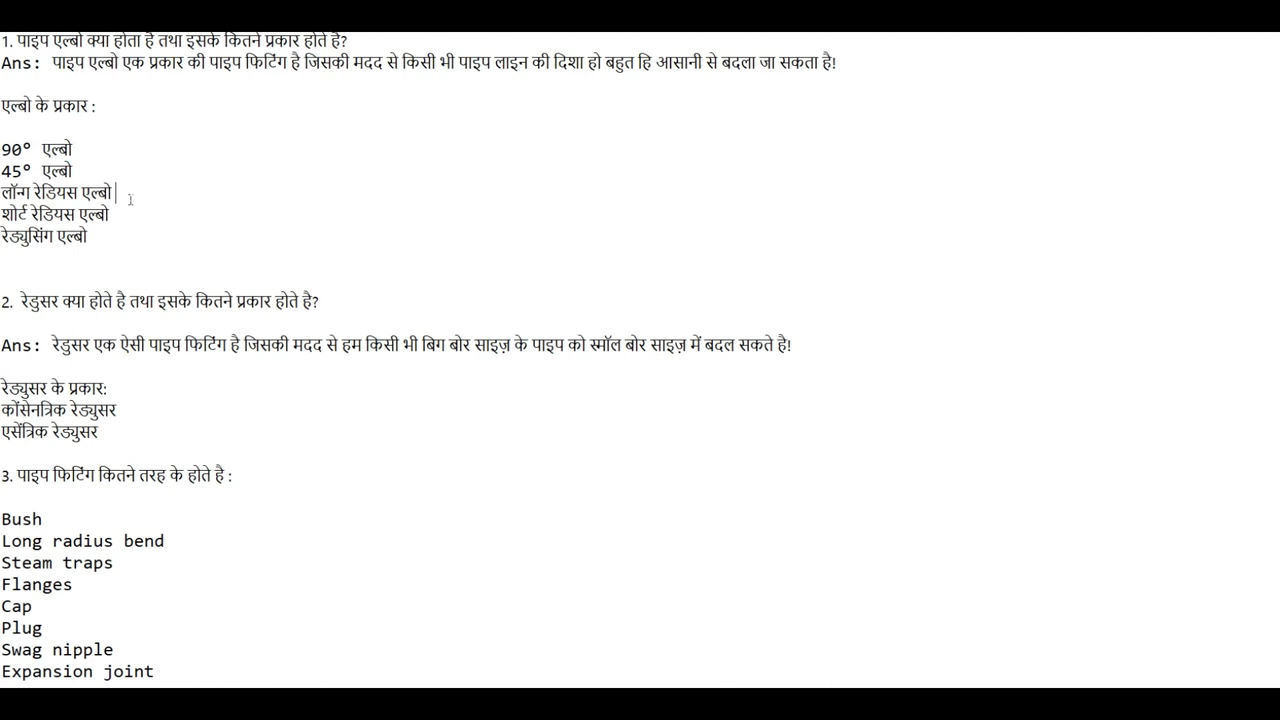 1. पाइप एल्बो क्या होता है तथा इसके कितने प्रकार होते है?
Ans: पाइप एल्बो एक प्रकार की पाइप फिटिंग है जिसकी मदद से किसी भी पाइप लाइन की दिशा हो बहुत हि आसानी से बदला जा सकता है!
एल्बो के प्रकार :
90° एल्बो
45° एल्बो
लॉन्ग रेडियस एल्बो
शोर्ट रेडियस एल्बो
रेड्युसिंग एल्बो
2. रेडुसर क्या होते है तथा इसके कितने प्रकार होते है?
Ans: रेडुसर एक ऐसी पाइप फिटिंग है जिसकी मदद से हम किसी भी बिग बोर साइज़ के पाइप को स्मॉल बोर साइज़ में बदल सकते है!
रेड्युसर के प्रकार:
कोंसेनत्रिक रेड्युसर
एसेंत्रिक रेड्युसर
3. पाइप फिटिंग कितने तरह के होते है :
Bush
Long radius bend
Steam traps
Flanges
Cap
Plug
Swag nipple
Expansion joint